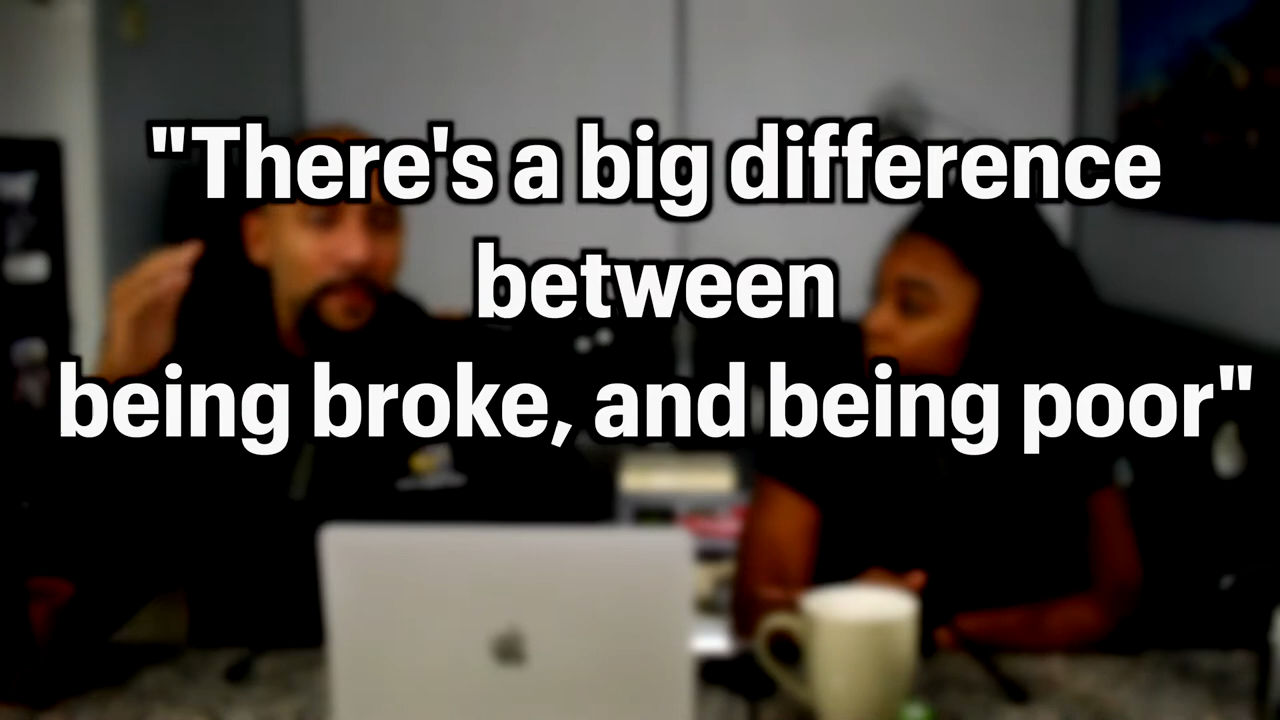 "There's a big difference
between
being broke, and being poor"